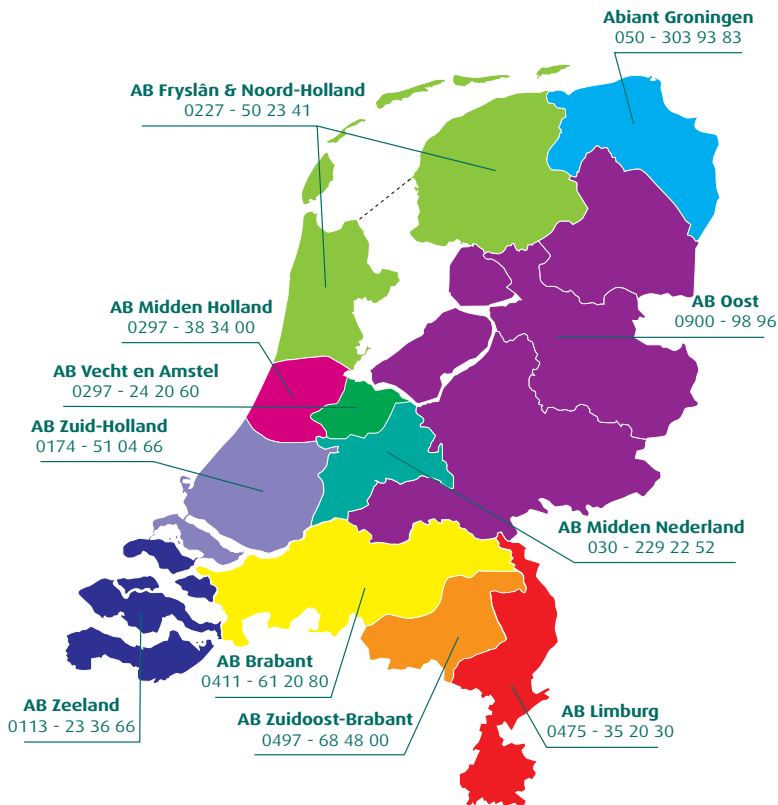 Abiant Groningen
050 - 303 93 83
AB Fryslân & Noord-Holland
0227 - 50 23 41
AB Oost
0900 - 98 96
AB Midden Holland
0297 - 38 34 00
AB Vecht en Amstel
0297 - 24 20 60
AB Zuid-Holland
0174 - 51 04 66
AB Midden Nederland
030 - 229 22 52
AB Brabant
0411 - 61 20 80
AB Zeeland
0113 - 23 36 66
AB Zuidoost-Brabant
0497 - 68 48 00
AB Limburg
0475 - 35 20 30